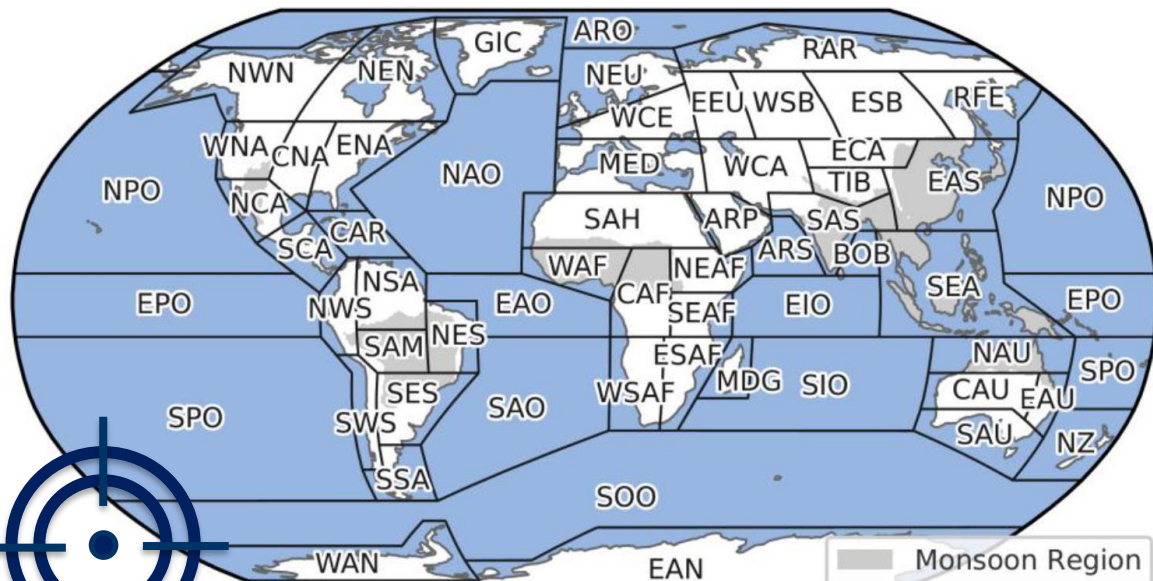 ARO
GIC
RAR
NWN
NEN
NEU
EEU
WSB
ESB
RFE
WCE
WNA
CNA
ENA
MED
WCA
ECA
TIB
EAS
NPO
NAO
NPO
NCA
SAH
ARP
SAS
SCA
CAR
ARS
BOB
WAF
NEAF
NSA
CAF
SEA
EPO
NWS
EAO
SEAF
EIO
EPO
NES
SAM
ESAF
NAU
SPO
MDG
SIO
SES
WSAF
CAU
EAU
SPO
SWS
SAO
SAU
NZ
SSA
SOO
WAN
EAN
Monsoon Region